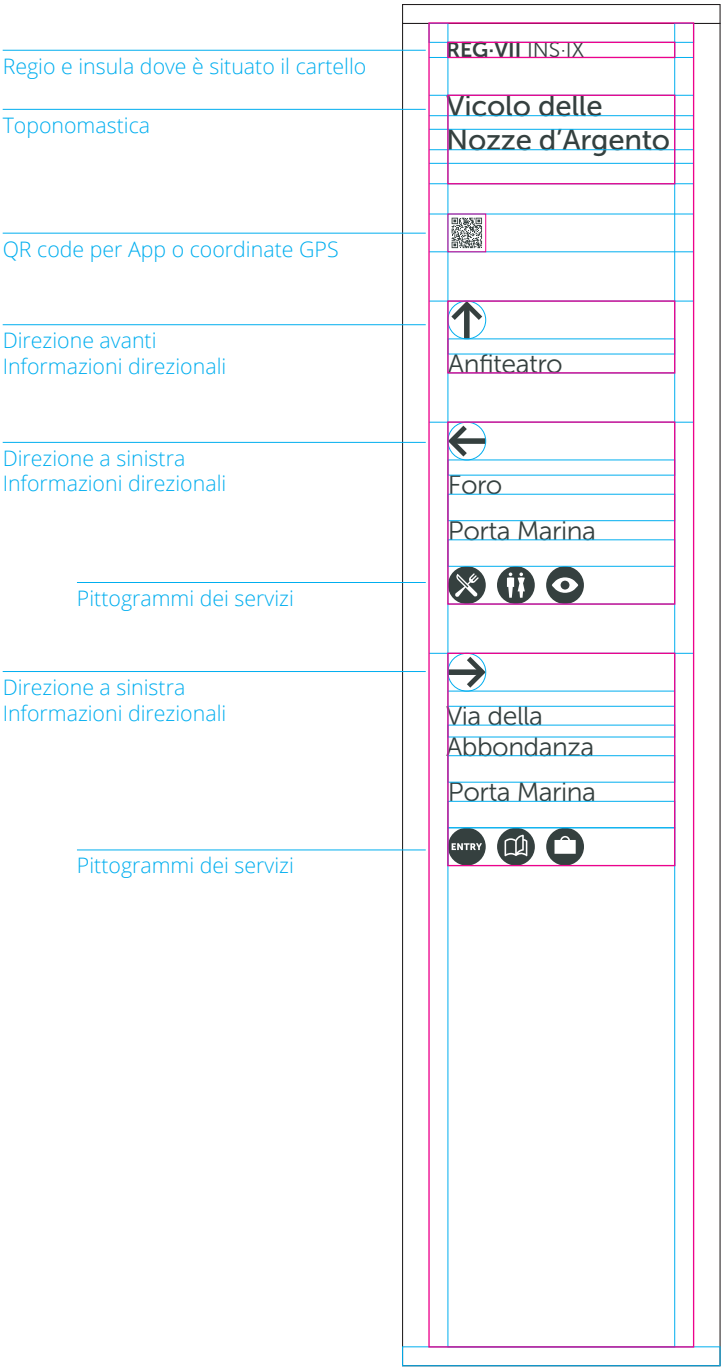 REG·VII INS·IX
Regio e insula dove è situato il cartello
Vicolo delle
Toponomastica
Nozze d'Argento
QR code per App o coordinate GPS
Direzione avanti
Informazioni direzionali
Anfiteatro
Direzione a sinistra
Informazioni direzionali
Foro
Porta Marina
Pittogrammi dei servizi
Direzione a sinistra
Informazioni direzionali
Via della
Abbondanza
Porta Marina
ENTRY
Pittogrammi dei servizi